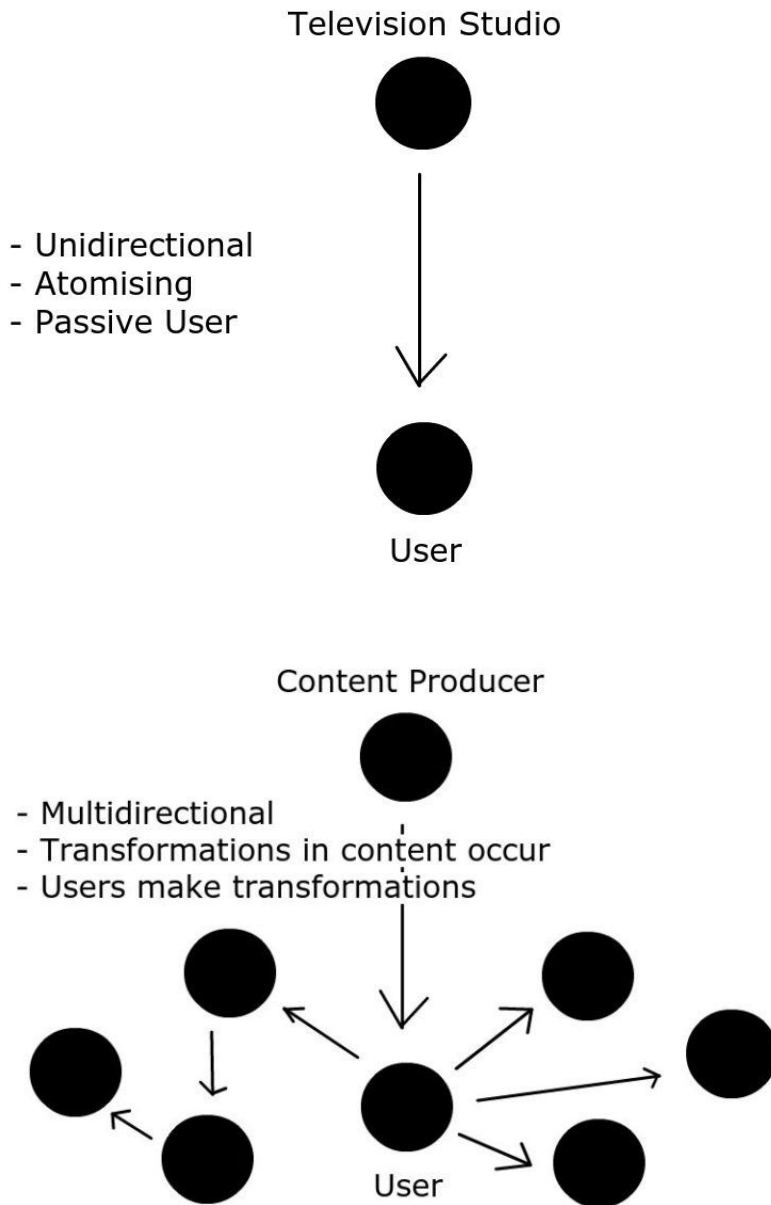 Television Studio
- Unidirectional
- Atomising
- Passive User
User
Content Producer
- Multidirectional
- Transformations in content occur
- Users make transformations
User